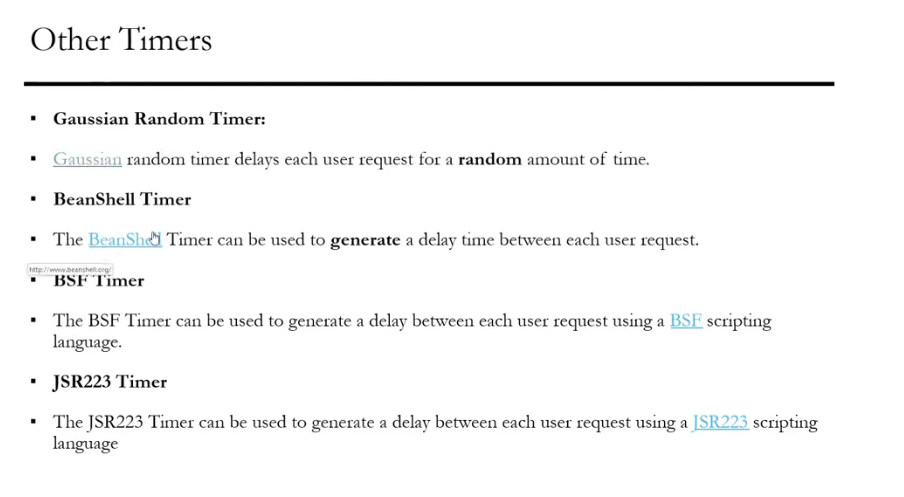 Other Timers
▪ Gaussian Random Timer:
▪ Gaussian random timer delays each user request for a random amount of time.
▪ BeanShell Timer
▪ The BeanShell Timer can be used to generate a delay time between each user request.
http://www.beanshell.org/
▪ BSF Timer
▪ The BSF Timer can be used to generate a delay between each user request using a BSF scripting
language.
▪ JSR223 Timer
▪ The JSR223 Timer can be used to generate a delay between each user request using a JSR223 scripting
language